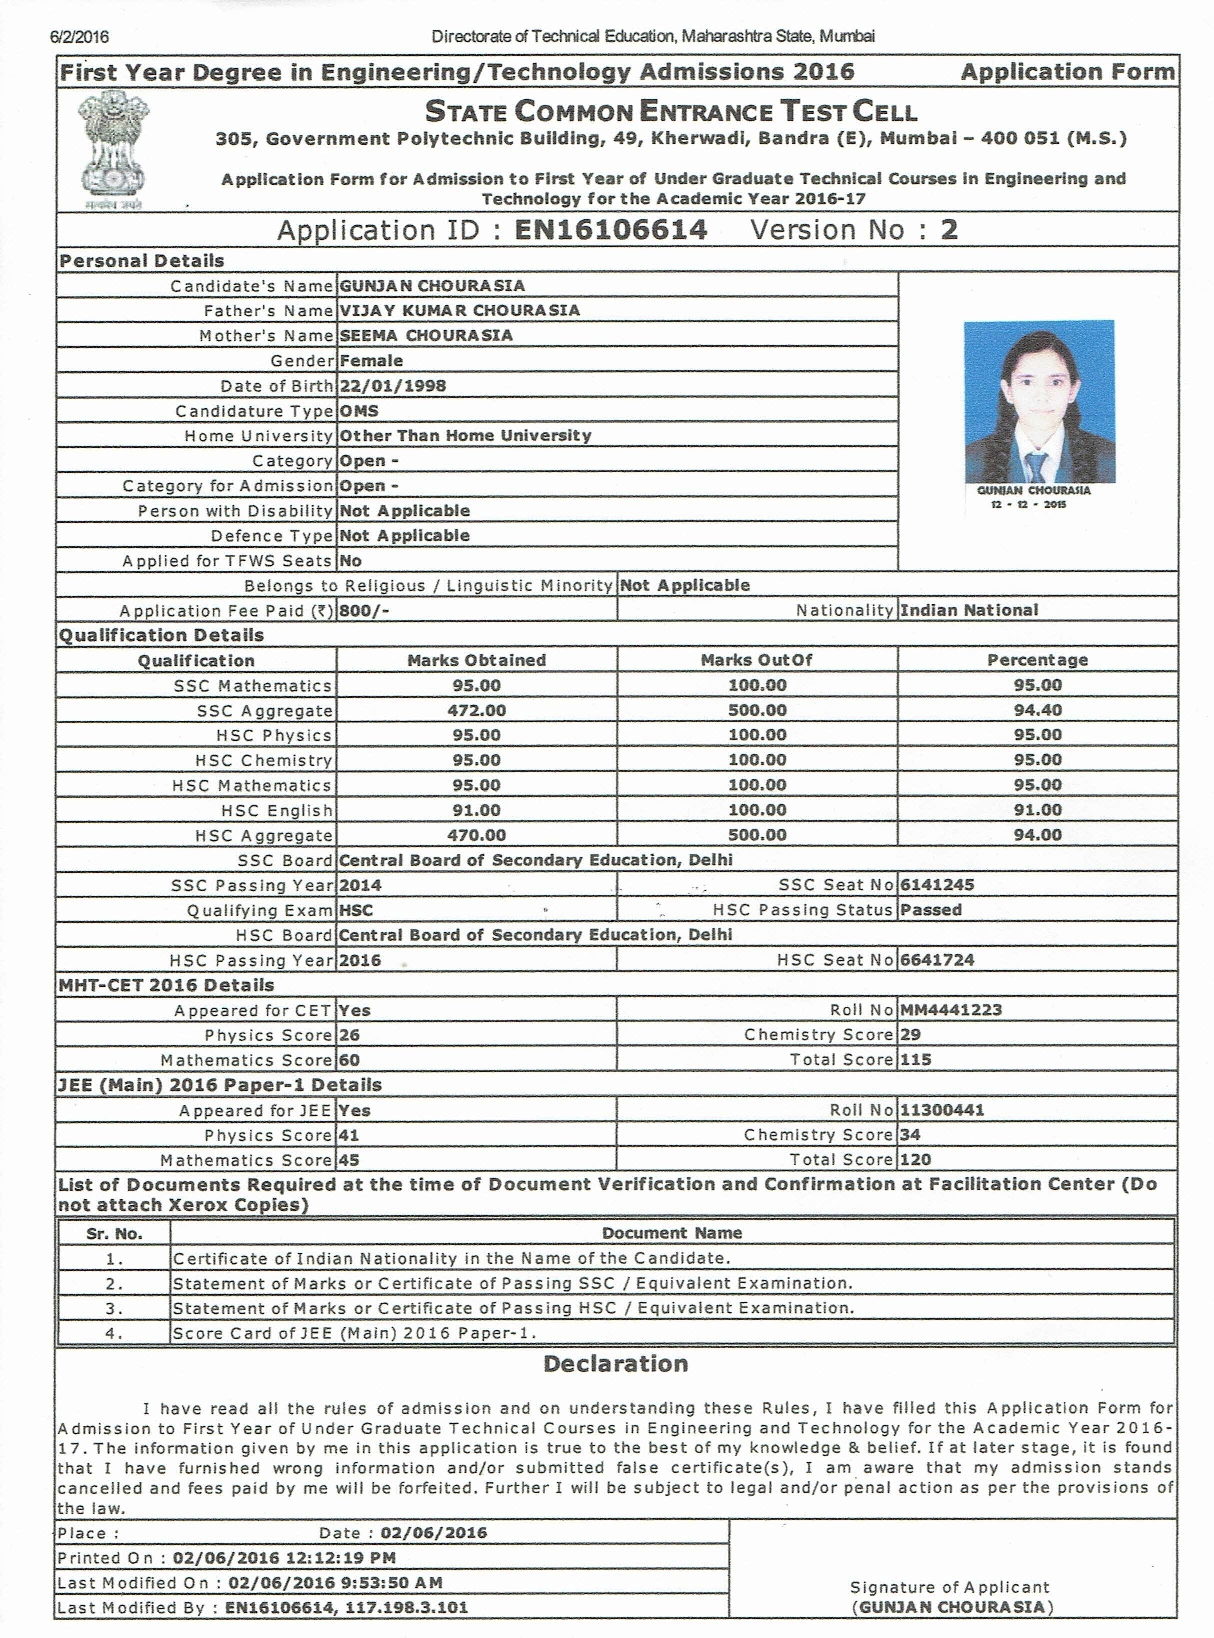 6/2/2016 Directorate of Technical Education, Maharashtra State, Mumbai
First Year Degree in Engineering/Technology Admissions 2016 Application Form
STATE COMMON ENTRANCE TEST CELL
305, Government Polytechnic Building, 49, Kherwadi, Bandra (E), Mumbai – 400 051 (M.S.)
Application Form for Admission to First Year of Under Graduate Technical Courses in Engineering and
Technology for the Academic Year 2016-17
सत्यमेव जयते
Application ID : EN16106614 Version No : 2
Personal Details
Candidate's Name GUNJAN CHOURASIA
Father's Name VIJAY KUMAR CHOURASIA
Mother's Name SEEMA CHOURASIA
Gender Female
Date of Birth 22/01/1998
Candidature Type OMS
Home University Other Than Home University
Category Open -
Category for Admission Open -
GUNJAN CHOURASIA
12 - 12 - 2015
Person with Disability Not Applicable
Defence Type Not Applicable
Applied for TFWS Seats No
Belongs to Religious / Linguistic Minority Not Applicable
Application Fee Paid (₹) 800/- Nationality Indian National
Qualification Details
Qualification Marks Obtained Marks OutOf Percentage
SSC Mathematics 95.00 100.00 95.00
SSC Aggregate 472.00 500.00 94.40
HSC Physics 95.00 100.00 95.00
HSC Chemistry 95.00 100.00 95.00
HSC Mathematics 95.00 100.00 95.00
HSC English 91.00 100.00 91.00
HSC Aggregate 470.00 500.00 94.00
SSC Board Central Board of Secondary Education, Delhi
SSC Passing Year 2014 SSC Seat No 6141245
Qualifying Exam HSC HSC Passing Status Passed
HSC Board Central Board of Secondary Education, Delhi
HSC Passing Year 2016 HSC Seat No 6641724
MHT-CET 2016 Details
Appeared for CET Yes Roll No MM4441223
Physics Score 26 Chemistry Score 29
Mathematics Score 60 Total Score 115
JEE (Main) 2016 Paper-1 Details
Appeared for JEE Yes Roll No 11300441
Physics Score 41 Chemistry Score 34
Mathematics Score 45 Total Score 120
List of Documents Required at the time of Document Verification and Confirmation at Facilitation Center (Do
not attach Xerox Copies)
Sr. No. Document Name
1. Certificate of Indian Nationality in the Name of the Candidate.
2. Statement of Marks or Certificate of Passing SSC / Equivalent Examination.
3. Statement of Marks or Certificate of Passing HSC / Equivalent Examination.
4. Score Card of JEE (Main) 2016 Paper-1.
Declaration
I have read all the rules of admission and on understanding these Rules, I have filled this Application Form for
Admission to First Year of Under Graduate Technical Courses in Engineering and Technology for the Academic Year 2016-
17. The information given by me in this application is true to the best of my knowledge & belief. If at later stage, it is found
that I have furnished wrong information and/or submitted false certificate(s), I am aware that my admission stands
cancelled and fees paid by me will be forfeited. Further I will be subject to legal and/or penal action as per the provisions of
the law.
Place : Date : 02/06/2016
Printed On : 02/06/2016 12:12:19 PM
Last Modified On : 02/06/2016 9:53:50 AM
Last Modified By : EN16106614, 117.198.3.101
Signature of Applicant
(GUNJAN CHOURASIA)